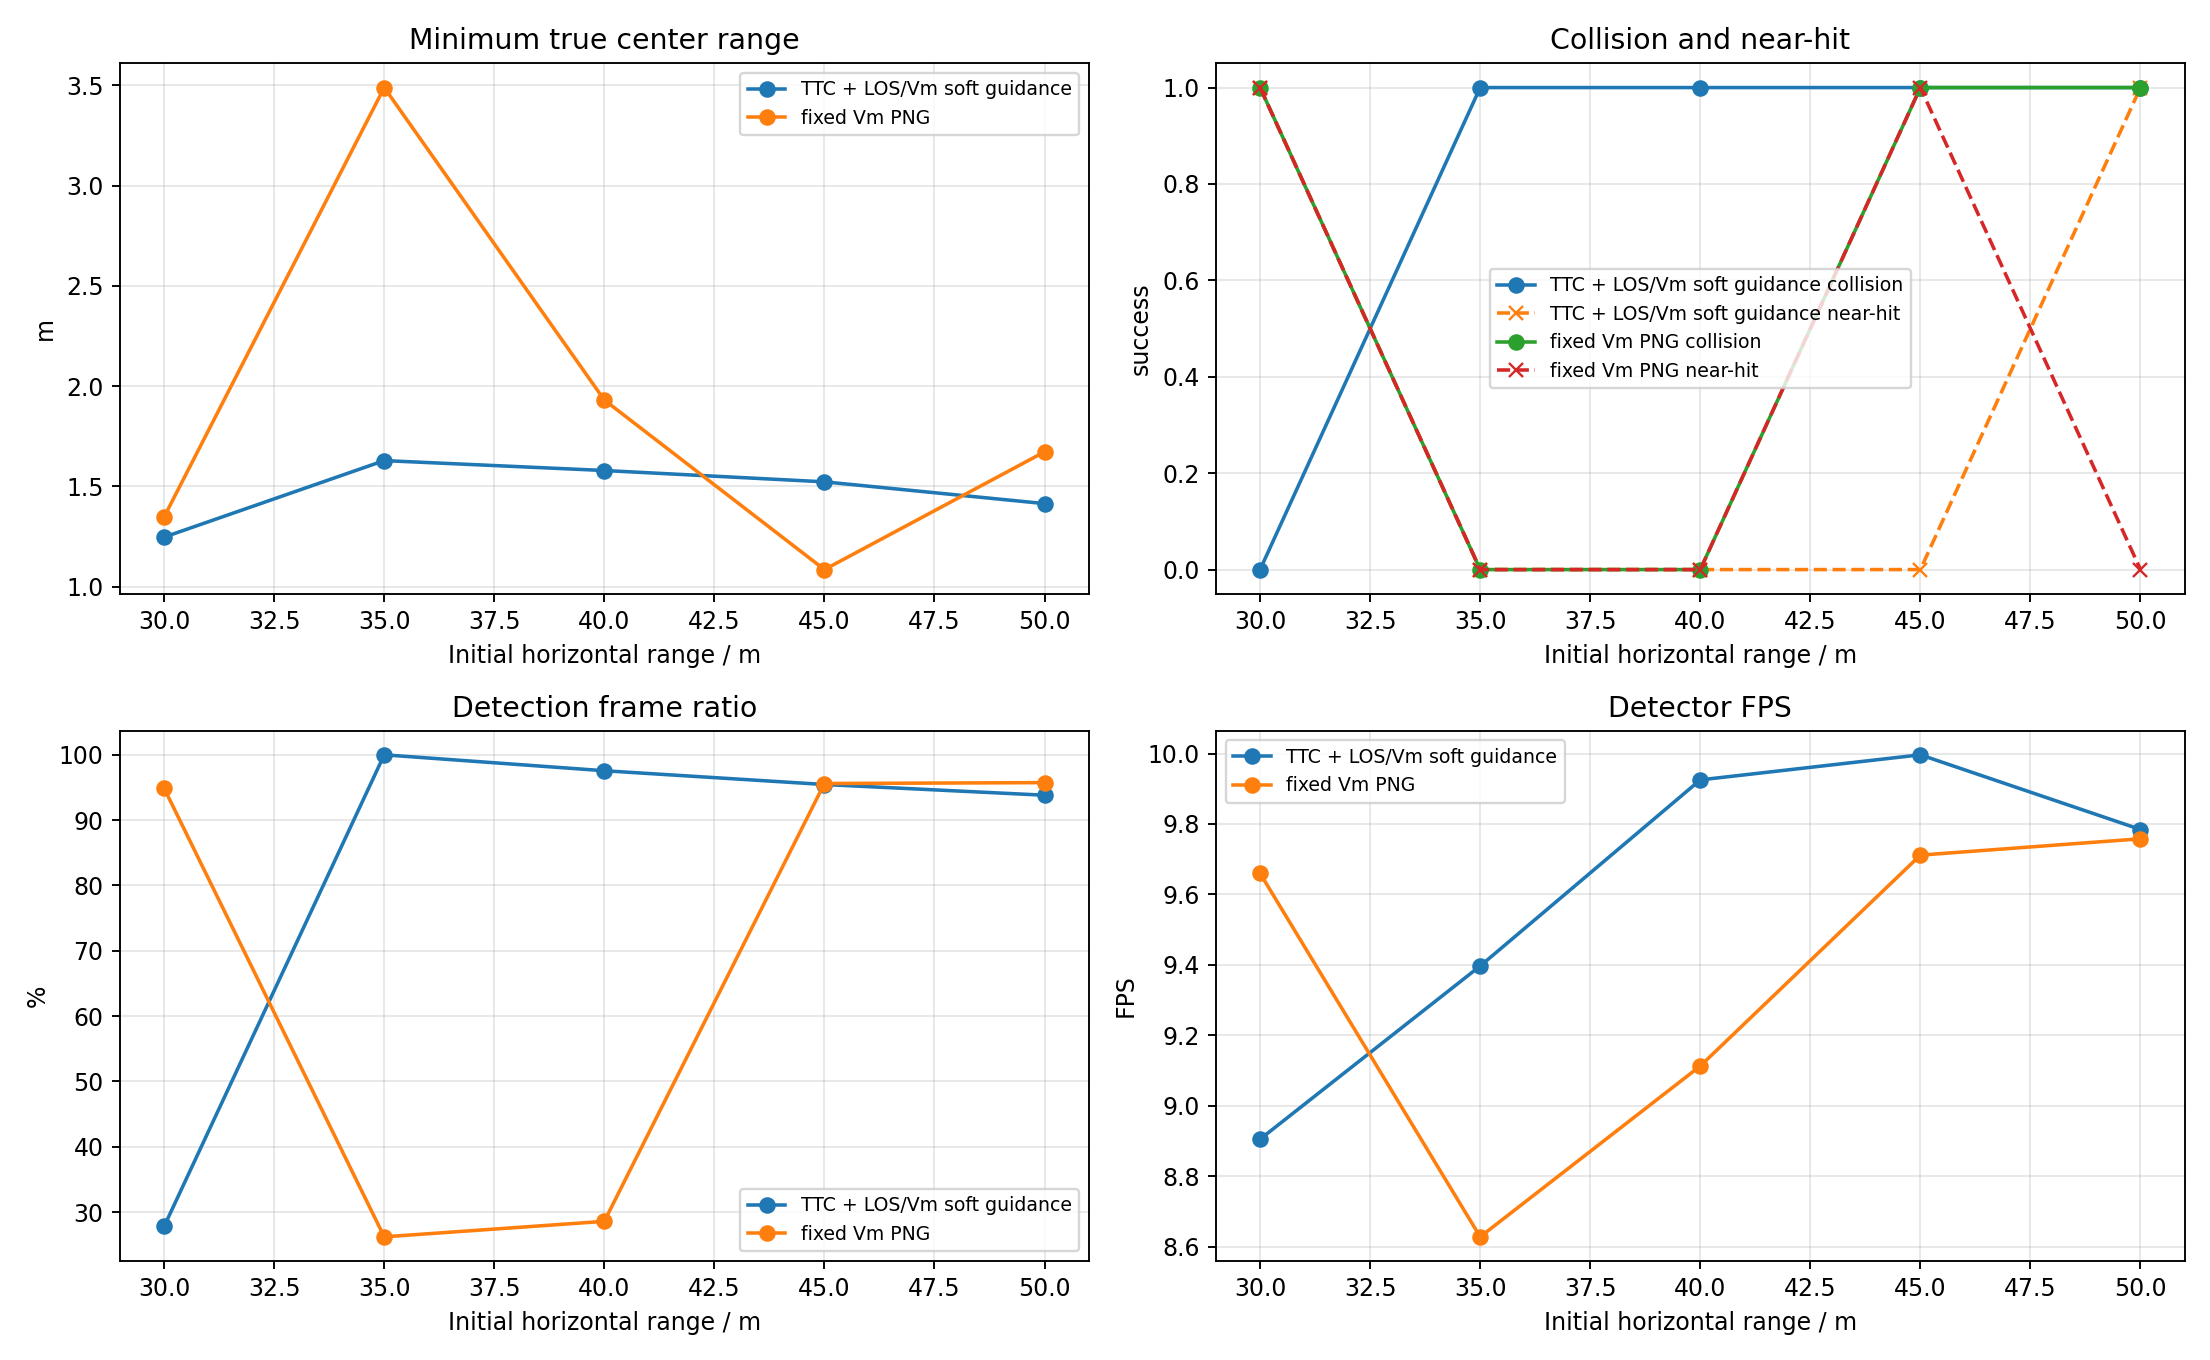 Minimum true center range
3.5
3.0
2.5
2.0
1.5
1.0
m
TTC + LOS/Vm soft guidance
fixed Vm PNG
30.0 32.5 35.0 37.5 40.0 42.5 45.0 47.5 50.0
Initial horizontal range / m
Collision and near-hit
1.0
0.8
0.6
0.4
0.2
0.0
success
TTC + LOS/Vm soft guidance collision
TTC + LOS/Vm soft guidance near-hit
fixed Vm PNG collision
fixed Vm PNG near-hit
30.0 32.5 35.0 37.5 40.0 42.5 45.0 47.5 50.0
Initial horizontal range / m
Detection frame ratio
100
90
80
70
60
50
40
30
%
TTC + LOS/Vm soft guidance
fixed Vm PNG
30.0 32.5 35.0 37.5 40.0 42.5 45.0 47.5 50.0
Initial horizontal range / m
Detector FPS
10.0
9.8
9.6
9.4
9.2
9.0
8.8
8.6
FPS
TTC + LOS/Vm soft guidance
fixed Vm PNG
30.0 32.5 35.0 37.5 40.0 42.5 45.0 47.5 50.0
Initial horizontal range / m